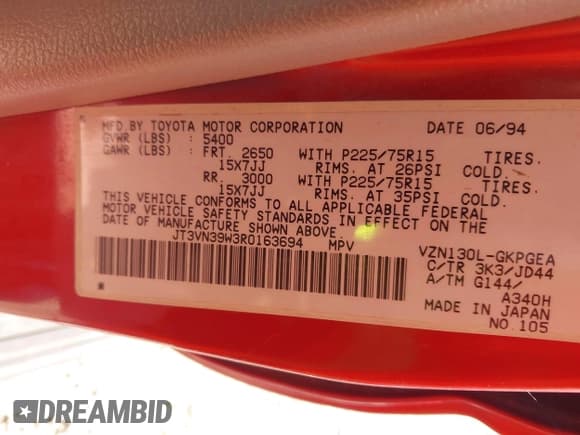 MFD BY TOYOTA MOTOR CORPORATION DATE 06/94
GVWR (LBS) : 5400
GAWR (LBS) : FRT. 2650 WITH P225/75R15 TIRES.
15X7JJ RIMS. AT 26PSI COLD.
RR. 3000 WITH P225/75R15 TIRES.
15X7JJ RIMS. AT 35PSI COLD.
THIS VEHICLE CONFORMS TO ALL APPLICABLE FEDERAL
MOTOR VEHICLE SAFETY STANDARDS IN EFFECT ON THE
DATE OF MANUFACTURE SHOWN ABOVE.
JT3VN39W3R0163694 MPV
VZN130L-GKPGEA
C/TR 3K3/JD44
A/TM G144/
A340H
MADE IN JAPAN
NO.105
DREAMBID